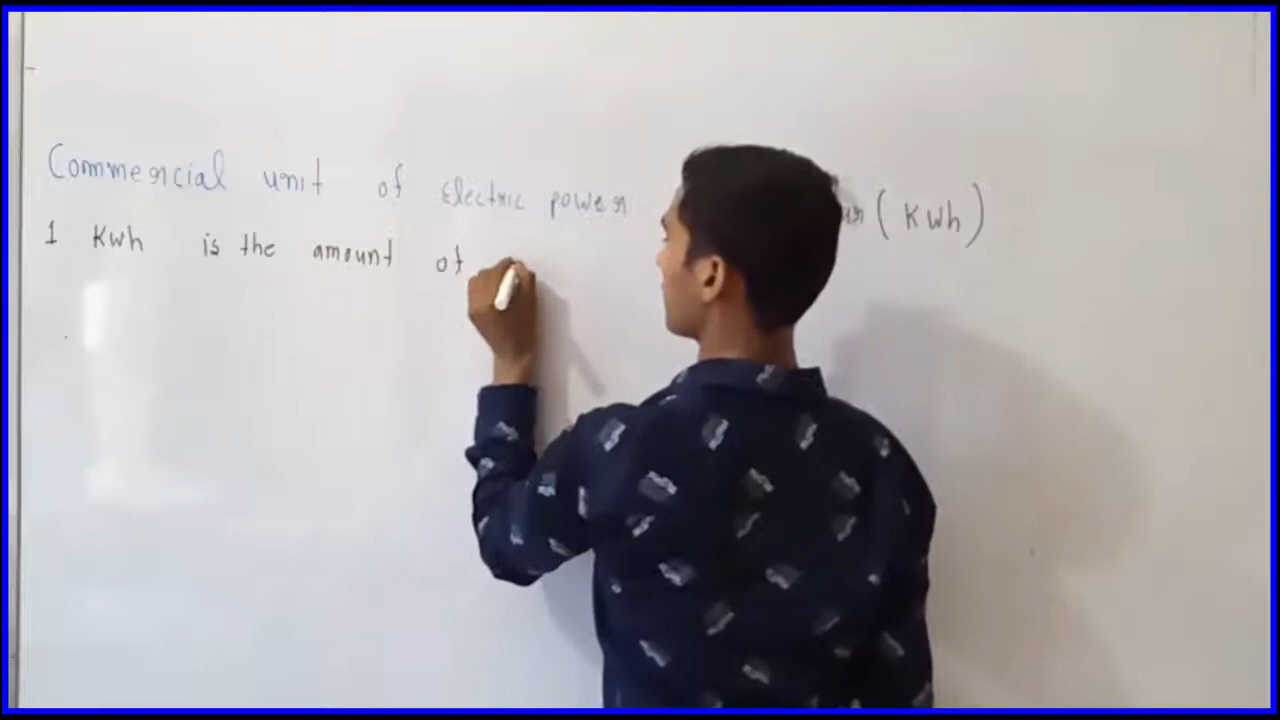 Commercial unit of Electric power (Kwh)
1 Kwh is the amount of